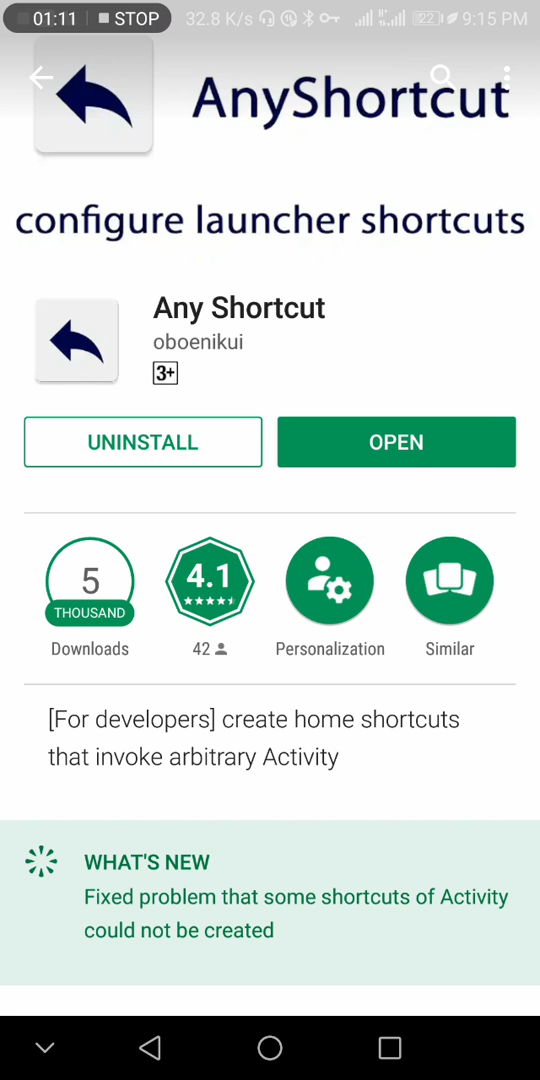 01:11 STOP 32.8 K/s 22 9:15 PM
AnyShortcut
configure launcher shortcuts
Any Shortcut
oboenikui
3+
UNINSTALL OPEN
5 4.1
THOUSAND
Downloads 42 Personalization Similar
[For developers] create home shortcuts
that invoke arbitrary Activity
WHAT'S NEW
Fixed problem that some shortcuts of Activity
could not be created